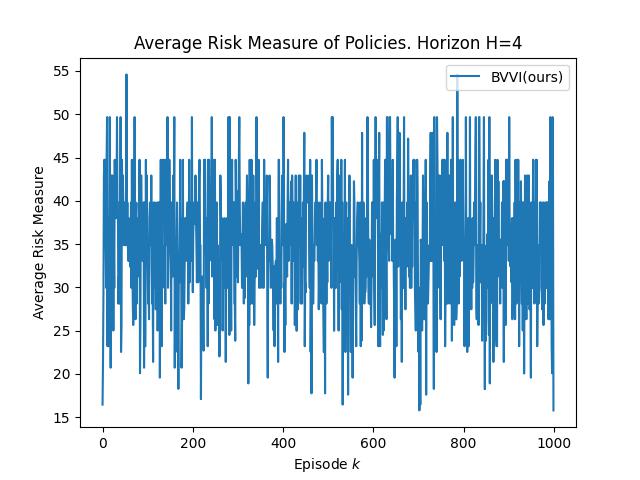 Average Risk Measure of Policies. Horizon H=4
BVVI(ours)
Average Risk Measure
55
50
45
40
35
30
25
20
15
0 200 400 600 800 1000
Episode k